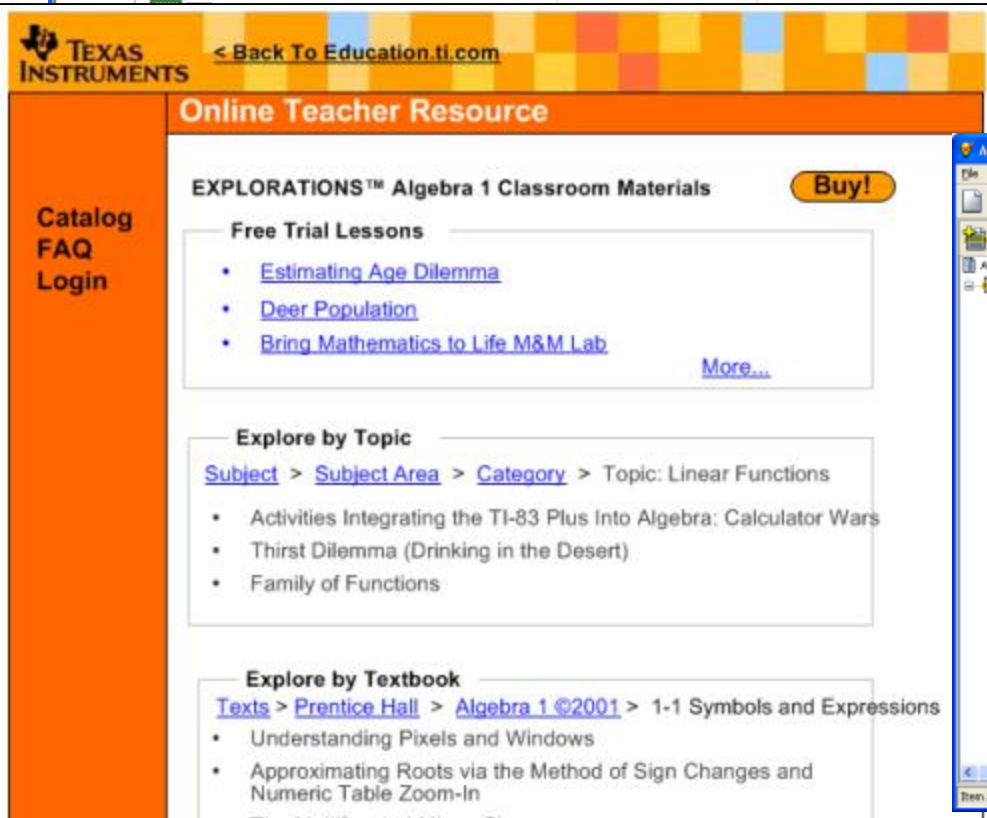 TEXAS
INSTRUMENTS
< Back To Education.ti.com
Online Teacher Resource
Catalog
FAQ
Login
EXPLORATIONS™ Algebra 1 Classroom Materials
Buy!
Free Trial Lessons
• Estimating Age Dilemma
• Deer Population
• Bring Mathematics to Life M&M Lab
More...
Explore by Topic
Subject > Subject Area > Category > Topic: Linear Functions
• Activities Integrating the TI-83 Plus Into Algebra: Calculator Wars
• Thirst Dilemma (Drinking in the Desert)
• Family of Functions
Explore by Textbook
Texts > Prentice Hall > Algebra 1 ©2001 > 1-1 Symbols and Expressions
• Understanding Pixels and Windows
• Approximating Roots via the Method of Sign Changes and
Numeric Table Zoom-In
File
Item